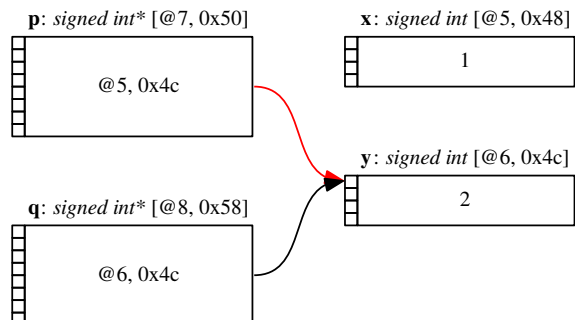 p: signed int* [@7, 0x50]
@5, 0x4c
x: signed int [@5, 0x48]
1
y: signed int [@6, 0x4c]
2
q: signed int* [@8, 0x58]
@6, 0x4c